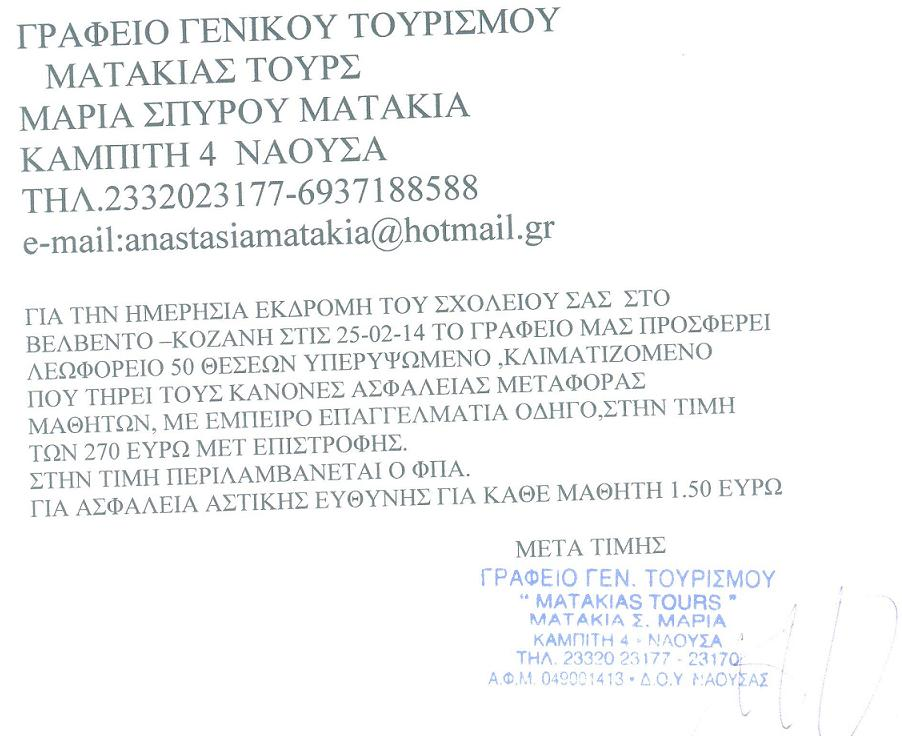 ΓΡΑΦΕΙΟ ΓΕΝΙΚΟΥ ΤΟΥΡΙΣΜΟΥ
ΜΑΤΑΚΙΑΣ ΤΟΥΡΣ
ΜΑΡΙΑ ΣΠΥΡΟΥ ΜΑΤΑΚΙΑ
ΚΑΜΠΙΤΗ 4 ΝΑΟΥΣΑ
ΤΗΛ.2332023177-6937188588
e-mail:anastasiamatakia@hotmail.gr
ΓΙΑ ΤΗΝ ΗΜΕΡΗΣΙΑ ΕΚΔΡΟΜΗ ΤΟΥ ΣΧΟΛΕΙΟΥ ΣΑΣ ΣΤΟ
ΒΕΛΒΕΝΤΟ –ΚΟΖΑΝΗ ΣΤΙΣ 25-02-14 ΤΟ ΓΡΑΦΕΙΟ ΜΑΣ ΠΡΟΣΦΕΡΕΙ
ΛΕΩΦΟΡΕΙΟ 50 ΘΕΣΕΩΝ ΥΠΕΡΥΨΩΜΕΝΟ ,ΚΛΙΜΑΤΙΖΟΜΕΝΟ
ΠΟΥ ΤΗΡΕΙ ΤΟΥΣ ΚΑΝΟΝΕΣ ΑΣΦΑΛΕΙΑΣ ΜΕΤΑΦΟΡΑΣ
ΜΑΘΗΤΩΝ, ΜΕ ΕΜΠΕΙΡΟ ΕΠΑΓΓΕΛΜΑΤΙΑ ΟΔΗΓΟ,ΣΤΗΝ ΤΙΜΗ
ΤΩΝ 270 ΕΥΡΩ ΜΕΤ ΕΠΙΣΤΡΟΦΗΣ.
ΣΤΗΝ ΤΙΜΗ ΠΕΡΙΛΑΜΒΑΝΕΤΑΙ Ο ΦΠΑ.
ΓΙΑ ΑΣΦΑΛΕΙΑ ΑΣΤΙΚΗΣ ΕΥΘΥΝΗΣ ΓΙΑ ΚΑΘΕ ΜΑΘΗΤΗ 1.50 ΕΥΡΩ
ΜΕΤΑ ΤΙΜΗΣ
ΓΡΑΦΕΙΟ ΓΕΝ. ΤΟΥΡΙΣΜΟΥ
“ MATAKIAS TOURS ”
ΜΑΤΑΚΙΑ Σ. ΜΑΡΙΑ
ΚΑΜΠΙΤΗ 4 - ΝΑΟΥΣΑ
ΤΗΛ. 23320 23177 - 23170
Α.Φ.Μ. 049001413 • Δ.Ο.Υ ΝΑΟΥΣΑΣ